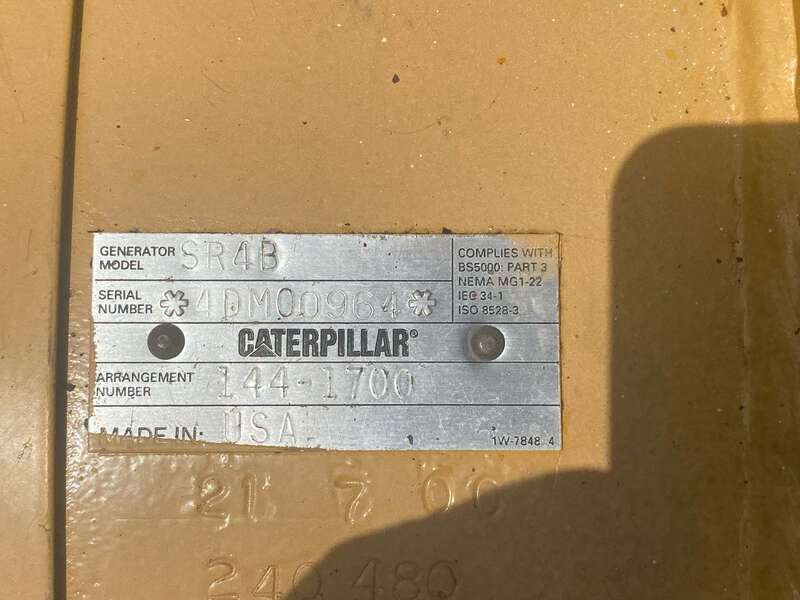 GENERATOR MODEL SR4B
COMPLIES WITH
BS5000: PART 3
NEMA MG1-22
IEC 34-1
ISO 8528-3
SERIAL NUMBER *4DM00964*
CATERPILLAR®
ARRANGEMENT NUMBER 144-1700
MADE IN: USA
1W-7848 4
21 7 00
240 480